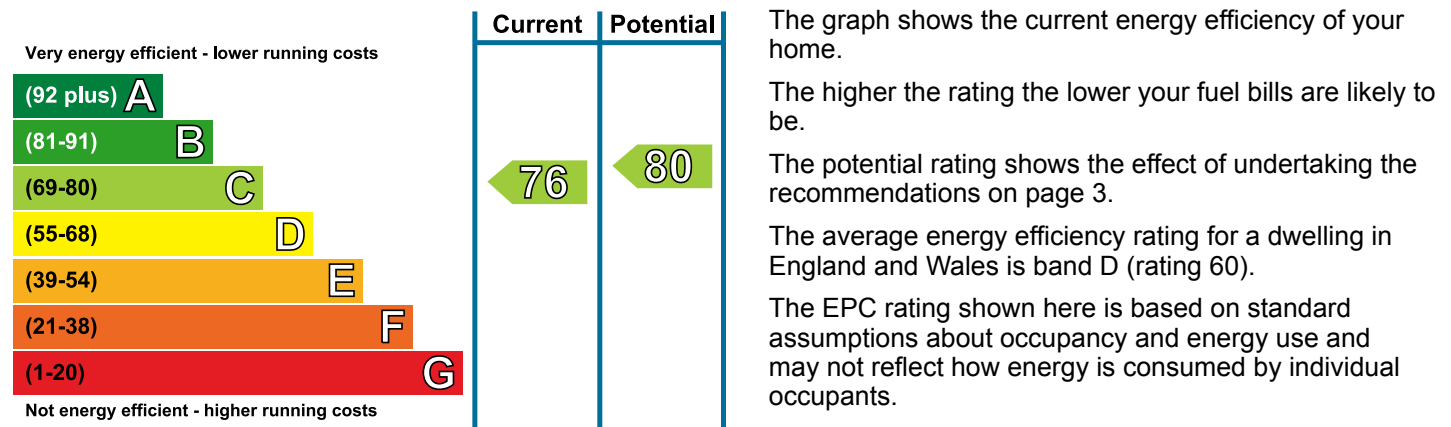 Current Potential
Very energy efficient - lower running costs
(92 plus) A
(81-91) B
(69-80) C
(55-68) D
(39-54) E
(21-38) F
(1-20) G
Not energy efficient - higher running costs
76
80
The graph shows the current energy efficiency of your
home.
The higher the rating the lower your fuel bills are likely to
be.
The potential rating shows the effect of undertaking the
recommendations on page 3.
The average energy efficiency rating for a dwelling in
England and Wales is band D (rating 60).
The EPC rating shown here is based on standard
assumptions about occupancy and energy use and
may not reflect how energy is consumed by individual
occupants.